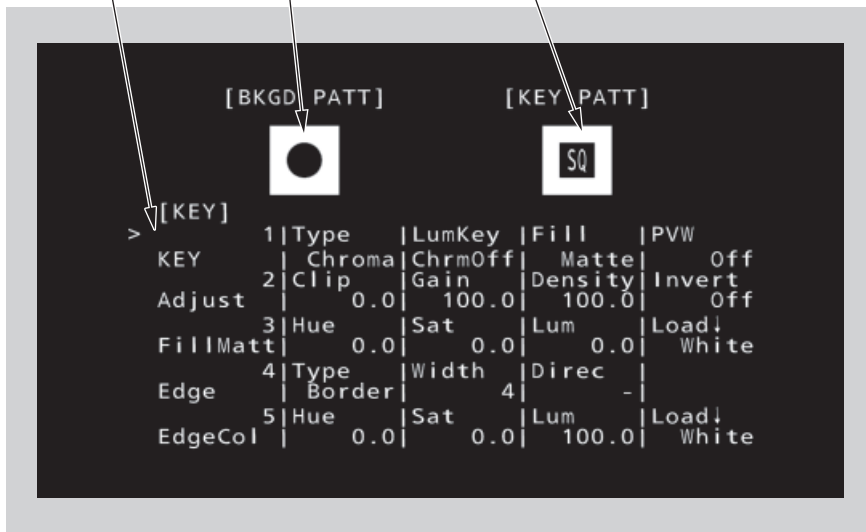 [BKGD PATT] [KEY PATT]
SQ
[KEY]
> 1|Type |LumKey |Fill |PVW
KEY | Chroma|ChrmOff| Matte| Off
2|Clip |Gain |Density|Invert
Adjust | 0.0| 100.0| 100.0| Off
3|Hue |Sat |Lum |Load↓
FillMatt| 0.0| 0.0| 0.0| White
4|Type |Width |Direc |
Edge | Border| 4| -|
5|Hue |Sat |Lum |Load↓
EdgeCol | 0.0| 0.0| 100.0| White